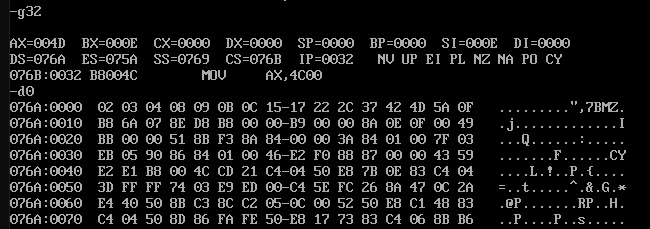 -g32
AX=004D  BX=000E  CX=0000  DX=0000  SP=0000  BP=0000  SI=000E  DI=0000
DS=076A  ES=075A  SS=0769  CS=076B  IP=0032   NV UP EI PL NZ NA PO CY
076B:0032 B8004C        MOV     AX,4C00
-d0
076A:0000  02 03 04 08 09 0B 0C 15-17 22 2C 37 42 4D 5A 0F   .........",7BMZ.
076A:0010  B8 6A 07 8E D8 B8 00 00-B9 00 00 8A 0E 0F 00 49   .j.............I
076A:0020  BB 00 00 51 8B F3 8A 84-00 00 3A 84 01 00 7F 03   ...Q......:.....
076A:0030  EB 05 90 86 84 01 00 46-E2 F0 88 87 00 00 43 59   .......F......CY
076A:0040  E2 E1 B8 00 4C CD 21 C4-04 50 E8 7B 0E 83 C4 04   ....L.!..P.{....
076A:0050  3D FF FF 74 03 E9 ED 00-C4 5E FC 26 8A 47 0C 2A   =..t.....^.&.G.*
076A:0060  E4 40 50 8B C3 8C C2 05-0C 00 52 50 E8 C1 48 83   .@P.......RP..H.
076A:0070  C4 04 50 8D 86 FA FE 50-E8 17 73 83 C4 06 8B B6   ..P....P..s.....